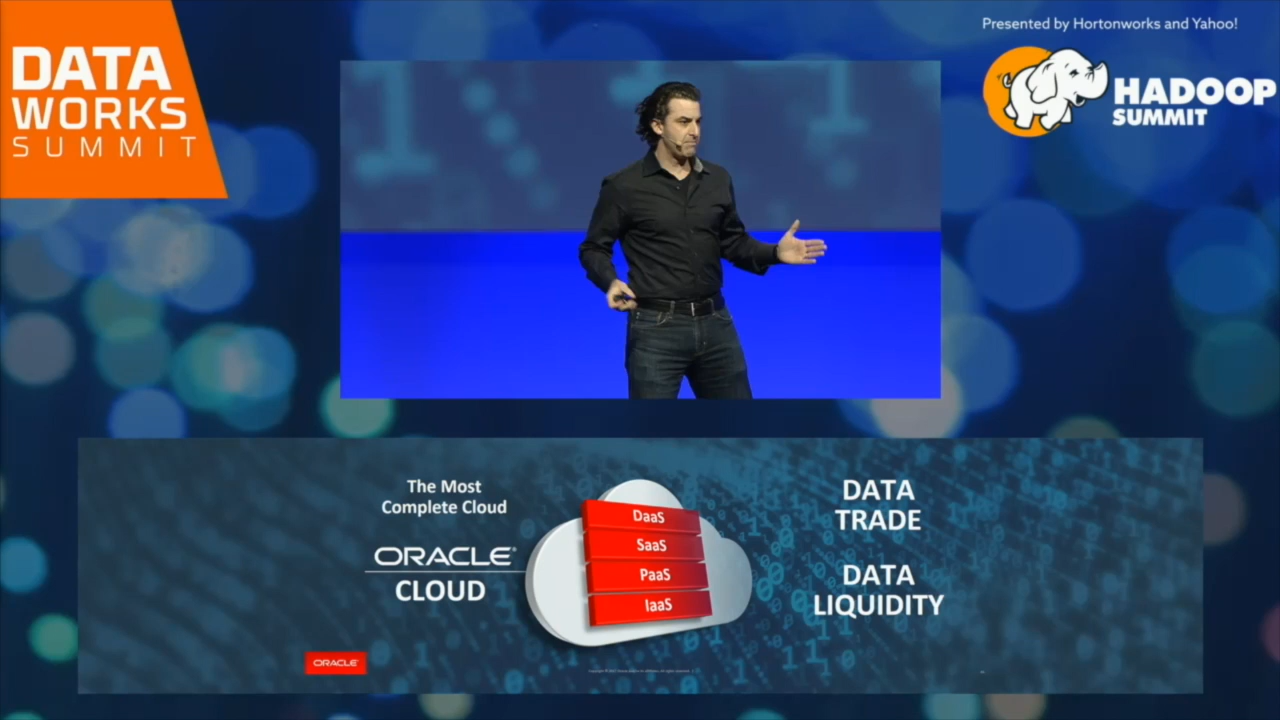 DATA
WORKS
SUMMIT
Presented by Hortonworks and Yahoo!
HADOOP
SUMMIT
The Most
Complete Cloud
ORACLE
CLOUD
DaaS
SaaS
PaaS
IaaS
DATA
TRADE
DATA
LIQUIDITY
ORACLE